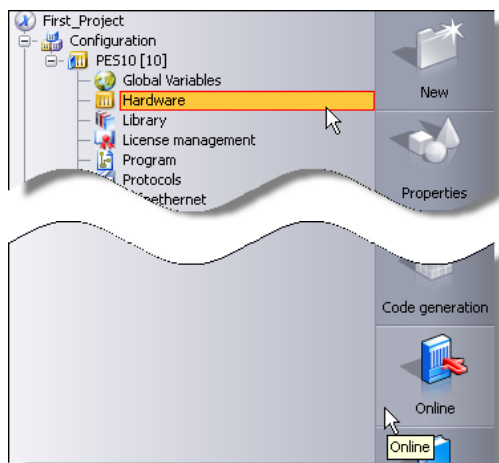 First_Project
Configuration
PES10 [10]
Global Variables
Hardware
Library
License management
Program
Protocols
New
Properties
Code generation
Online
Online